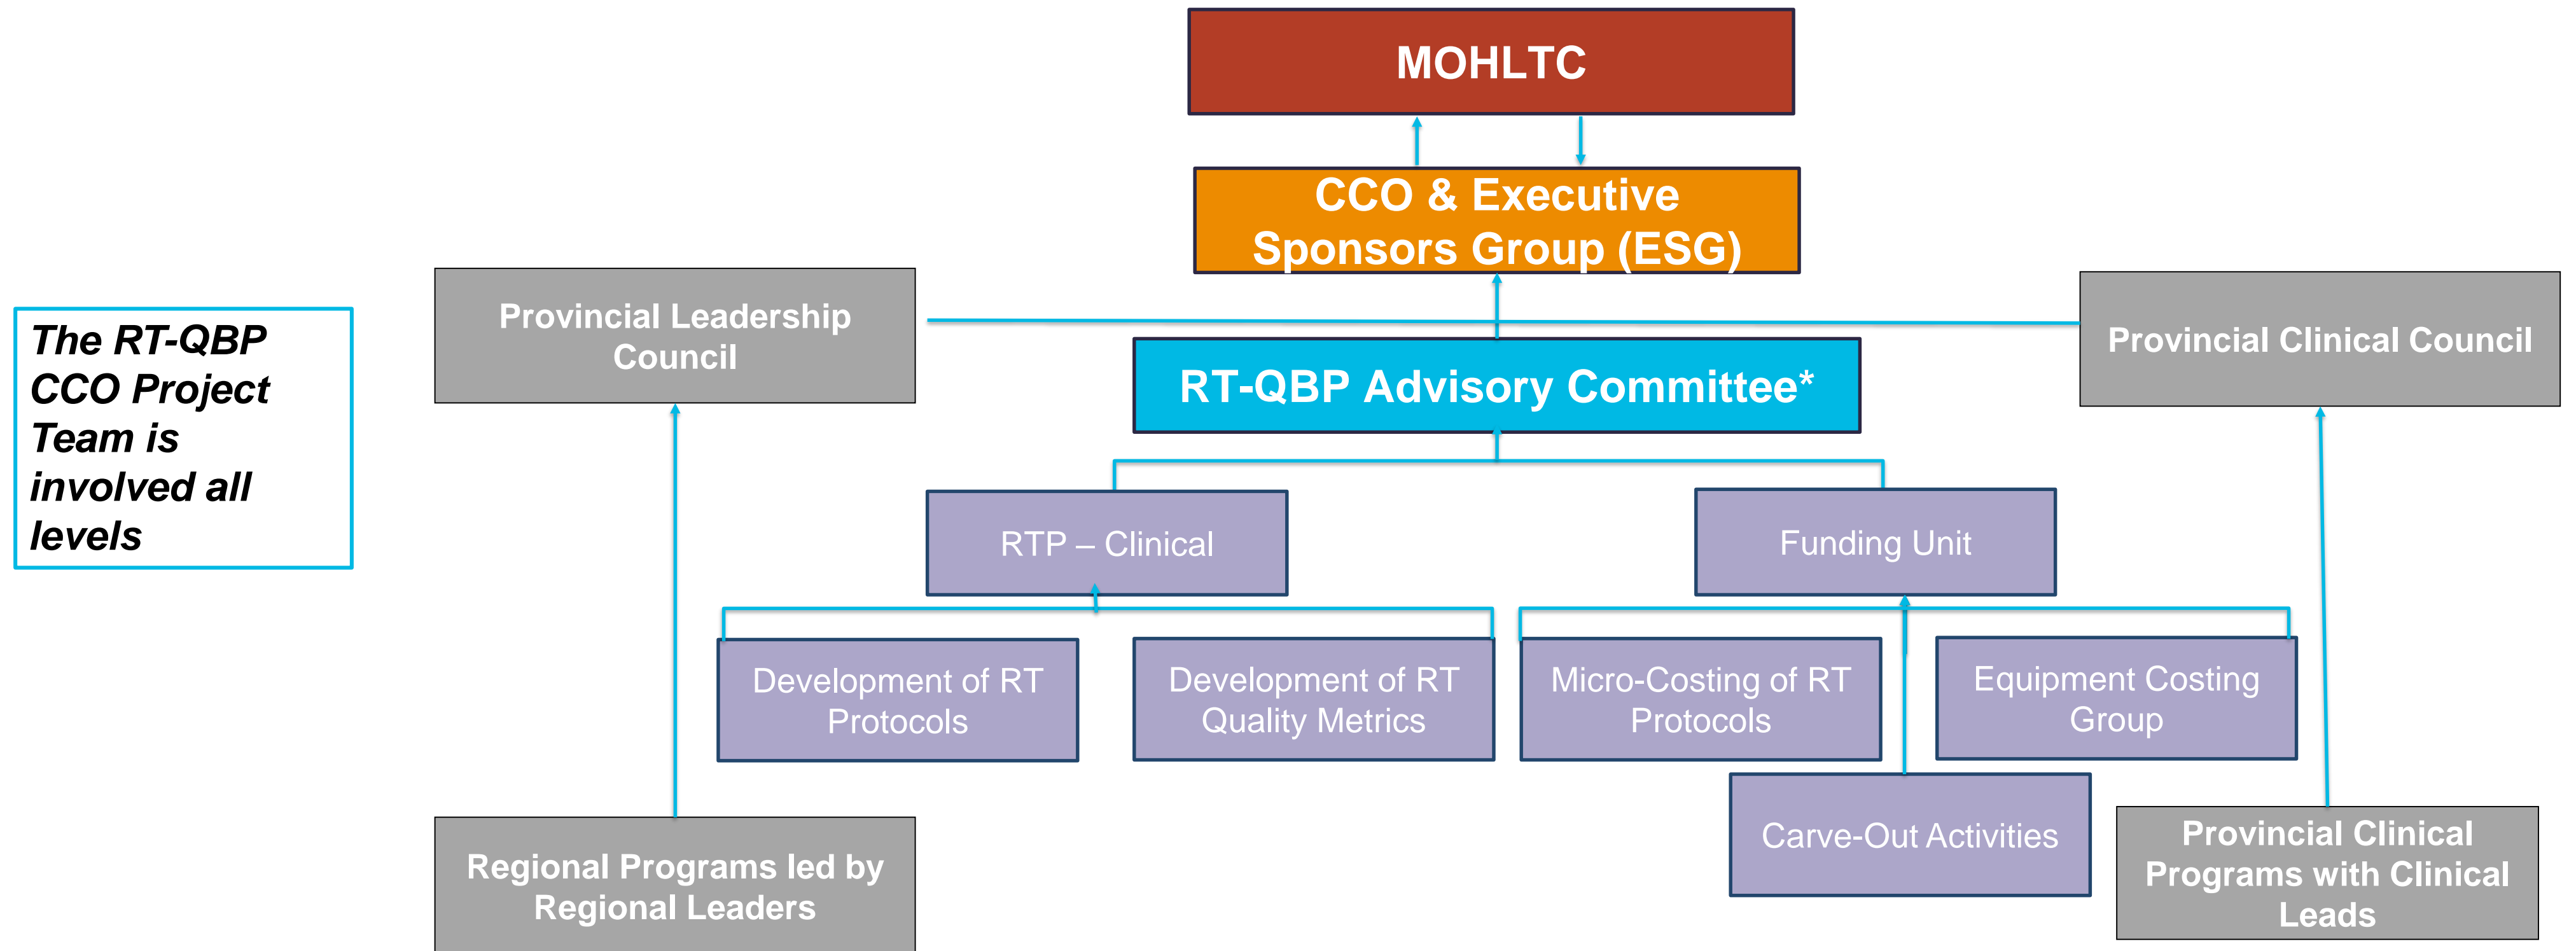 MOHLTC
CCO & Executive
Sponsors Group (ESG)
Provincial Leadership
Council
Provincial Clinical Council
The RT-QBP
CCO Project
Team is
involved all
levels
RT-QBP Advisory Committee*
RTP – Clinical
Funding Unit
Development of RT
Protocols
Development of RT
Quality Metrics
Micro-Costing of RT
Protocols
Equipment Costing
Group
Carve-Out Activities
Regional Programs led by
Regional Leaders
Provincial Clinical
Programs with Clinical
Leads